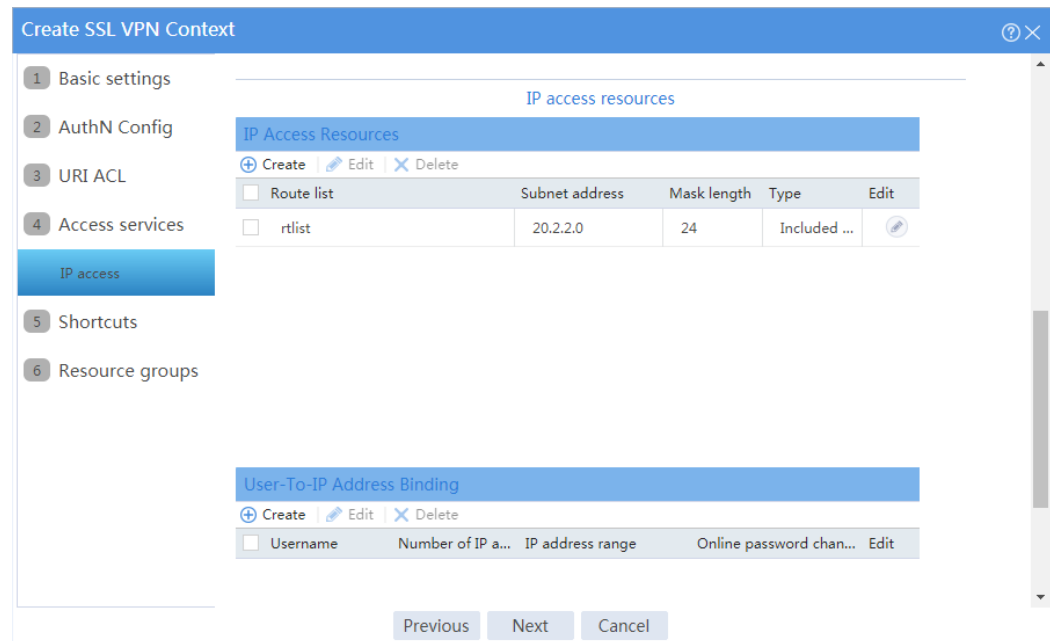 Create SSL VPN Context
1 Basic settings
2 AuthN Config
3 URI ACL
4 Access services
IP access
5 Shortcuts
6 Resource groups
IP access resources
IP Access Resources
Create Edit Delete
Route list Subnet address Mask length Type Edit
rtlist 20.2.2.0 24 Included ...
User-To-IP Address Binding
Create Edit Delete
Username Number of IP a... IP address range Online password chan... Edit
Previous Next Cancel